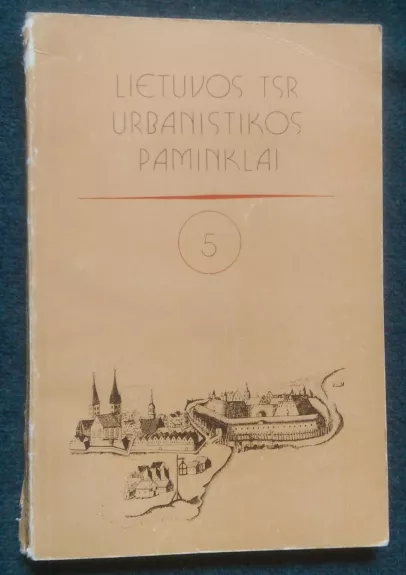 LIETUVOS TSR
URBANISTIKOS
PAMINKLAI
5